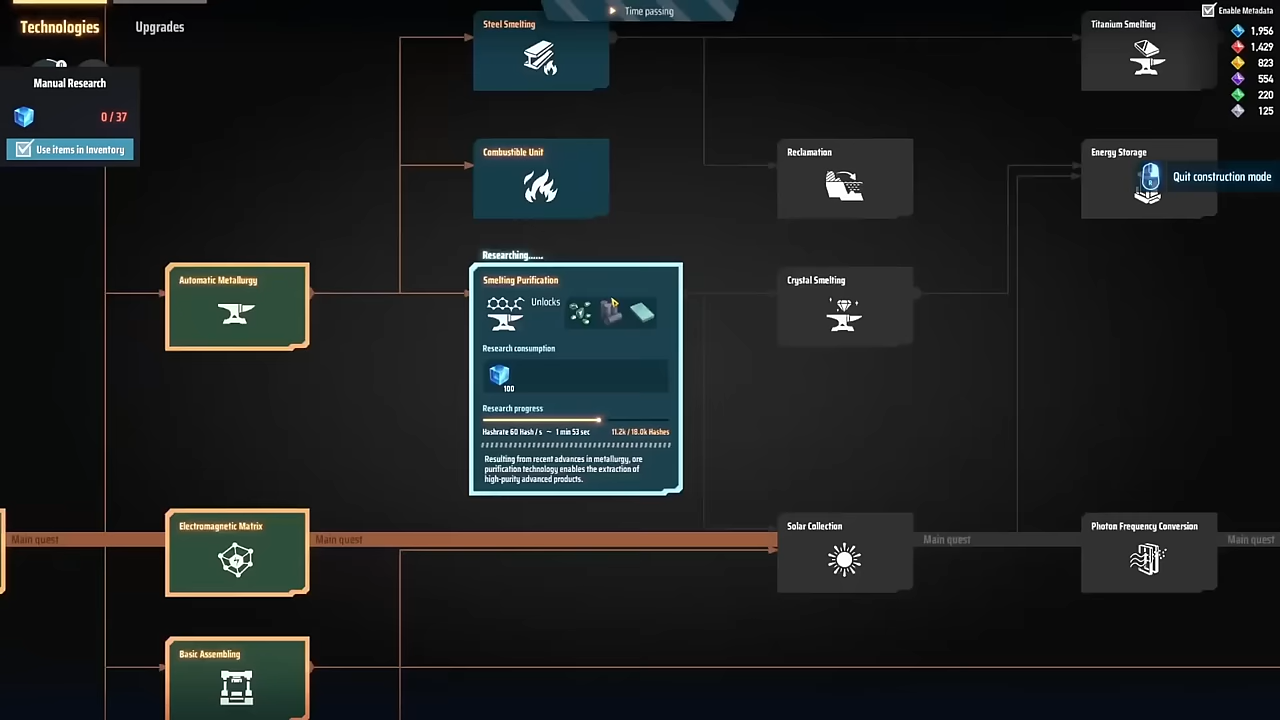 Time passing
Technologies
Upgrades
Enable Metadata
1,956
1,429
823
554
220
125
Manual Research
0 / 37
Use items in Inventory
Steel Smelting
Titanium Smelting
Combustible Unit
Reclamation
Energy Storage
Quit construction mode
Automatic Metallurgy
Researching......
Smelting Purification
Unlocks
Research consumption
100
Research progress
Hashrate 60 Hash / s ~ 1 min 53 sec
11.2k / 18.0k Hashes
Resulting from recent advances in metallurgy, ore
purification technology enables the extraction of
high-purity advanced products.
Crystal Smelting
Main quest
Electromagnetic Matrix
Main quest
Solar Collection
Main quest
Photon Frequency Conversion
Main quest
Basic Assembling